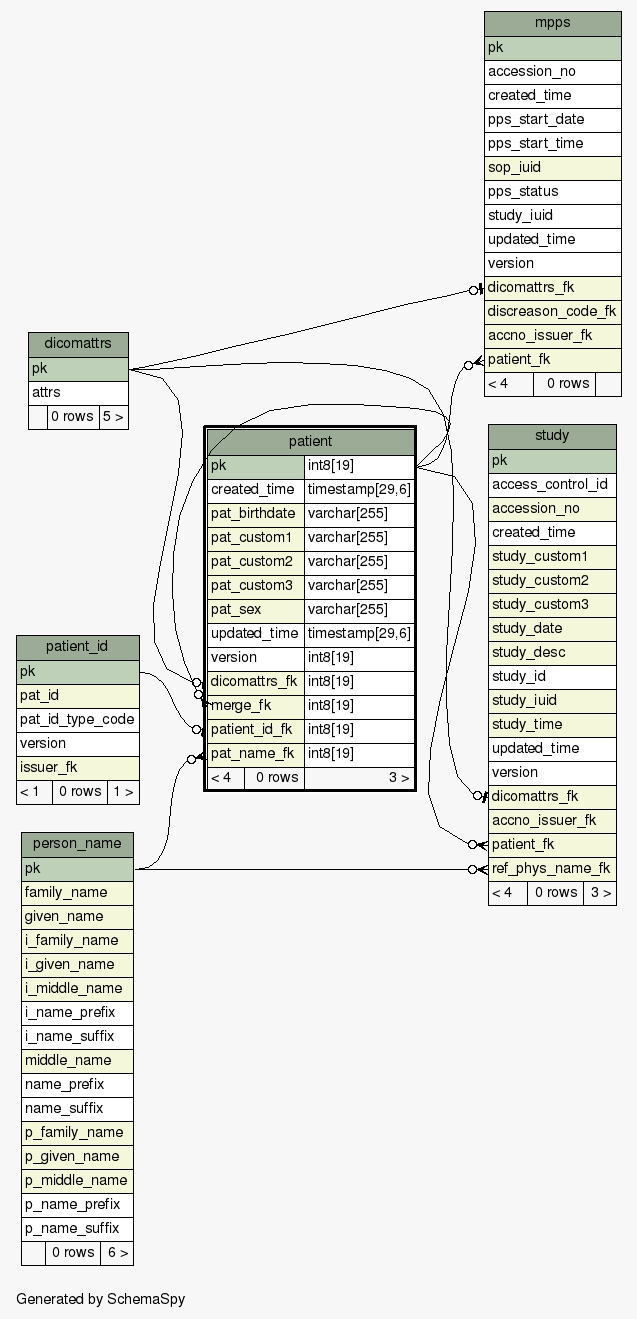 mpps
pk
accession_no
created_time
pps_start_date
pps_start_time
sop_iuid
pps_status
study_iuid
updated_time
version
dicomattrs_fk
discreason_code_fk
accno_issuer_fk
patient_fk
< 4 0 rows
dicomattrs
pk
attrs
0 rows 5 >
patient
pk int8[19]
created_time timestamp[29,6]
pat_birthdate varchar[255]
pat_custom1 varchar[255]
pat_custom2 varchar[255]
pat_custom3 varchar[255]
pat_sex varchar[255]
updated_time timestamp[29,6]
version int8[19]
dicomattrs_fk int8[19]
merge_fk int8[19]
patient_id_fk int8[19]
pat_name_fk int8[19]
< 4 0 rows 3 >
study
pk
access_control_id
accession_no
created_time
study_custom1
study_custom2
study_custom3
study_date
study_desc
study_id
study_iuid
study_time
updated_time
version
dicomattrs_fk
accno_issuer_fk
patient_fk
ref_phys_name_fk
< 4 0 rows 3 >
patient_id
pk
pat_id
pat_id_type_code
version
issuer_fk
< 1 0 rows 1 >
person_name
pk
family_name
given_name
i_family_name
i_given_name
i_middle_name
i_name_prefix
i_name_suffix
middle_name
name_prefix
name_suffix
p_family_name
p_given_name
p_middle_name
p_name_prefix
p_name_suffix
0 rows 6 >
Generated by SchemaSpy